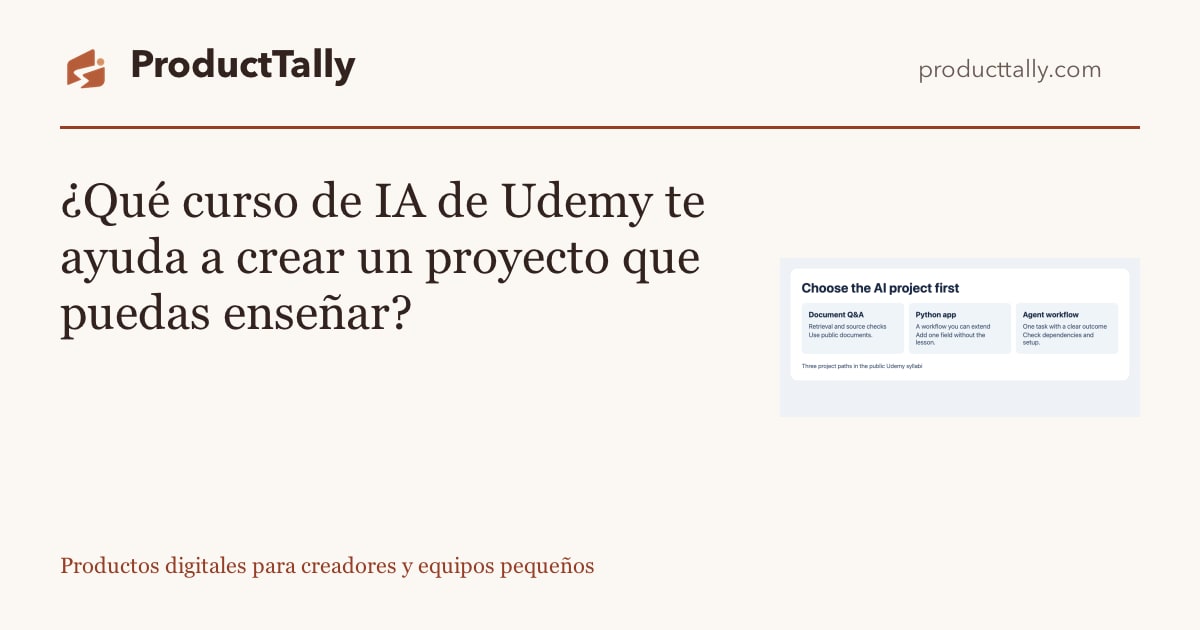 ProductTally
producttally.com
¿Qué curso de IA de Udemy te
ayuda a crear un proyecto que
puedas enseñar?
Choose the AI project first
Document Q&A
Retrieval and source checks
Use public documents.
Python app
A workflow you can extend
Add one field without the
lesson.
Agent workflow
One task with a clear outcome
Check dependencies and
setup.
Three project paths in the public Udemy syllabi
Productos digitales para creadores y equipos pequeños